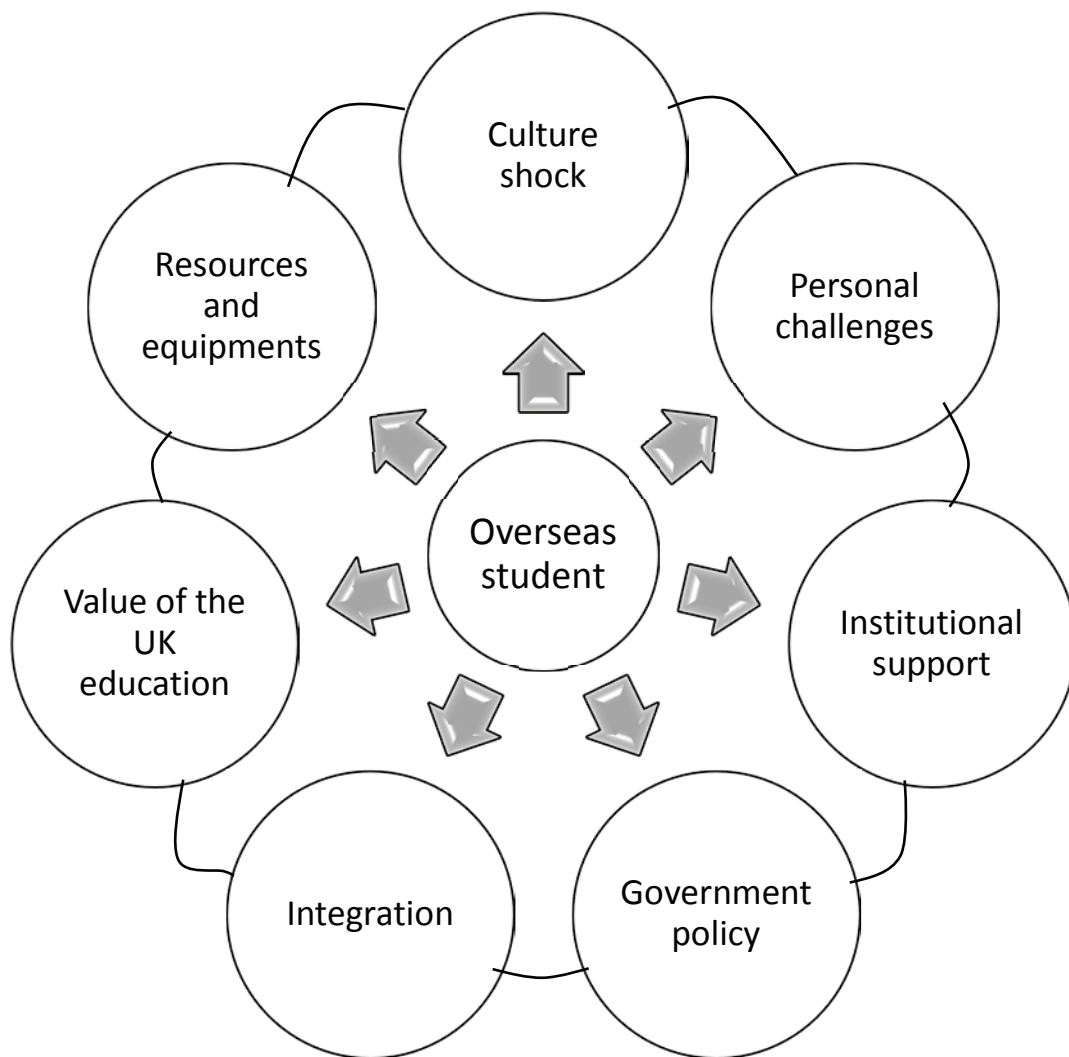 Culture
shock
Resources
and
equipments
Personal
challenges
Overseas
student
Value of the
UK
education
Institutional
support
Integration
Government
policy